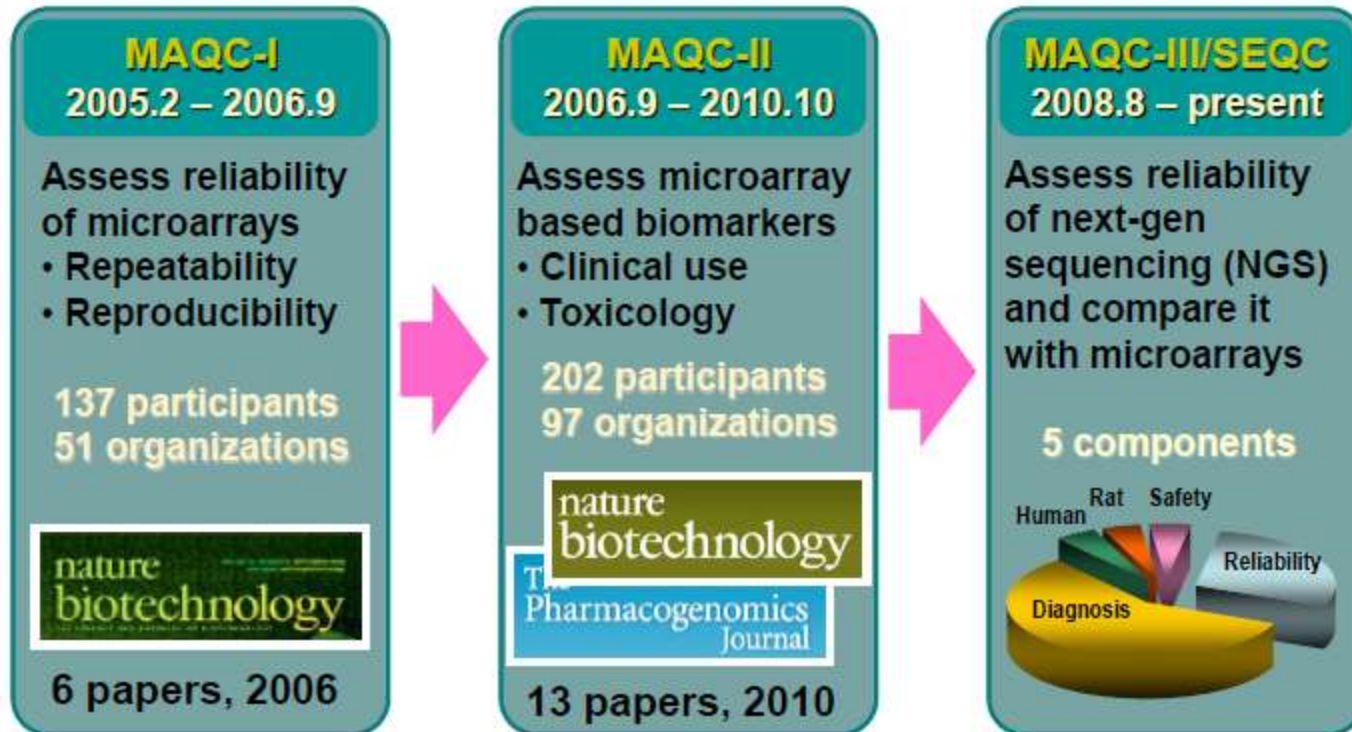 MAQC-I
2005.2 – 2006.9
Assess reliability
of microarrays
• Repeatability
• Reproducibility
137 participants
51 organizations
nature
biotechnology
6 papers, 2006
MAQC-II
2006.9 – 2010.10
Assess microarray
based biomarkers
• Clinical use
• Toxicology
202 participants
97 organizations
nature
biotechnology
The
Pharmacogenomics
Journal
13 papers, 2010
MAQC-III/SEQC
2008.8 – present
Assess reliability
of next-gen
sequencing (NGS)
and compare it
with microarrays
5 components
Human
Rat
Safety
Reliability
Diagnosis